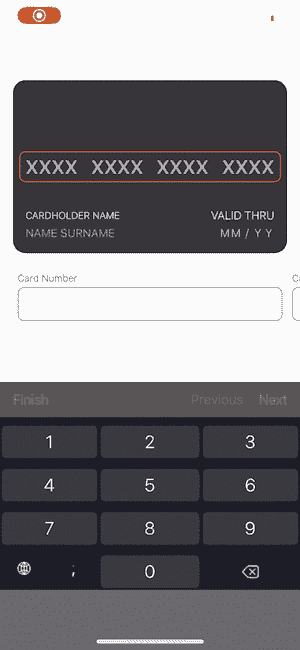 XXXX XXXX XXXX XXXX
CARDHOLDER NAME VALID THRU
NAME SURNAME MM / Y Y
Card Number
Finish Previous Next
1 2 3
4 5 6
7 8 9
; 0